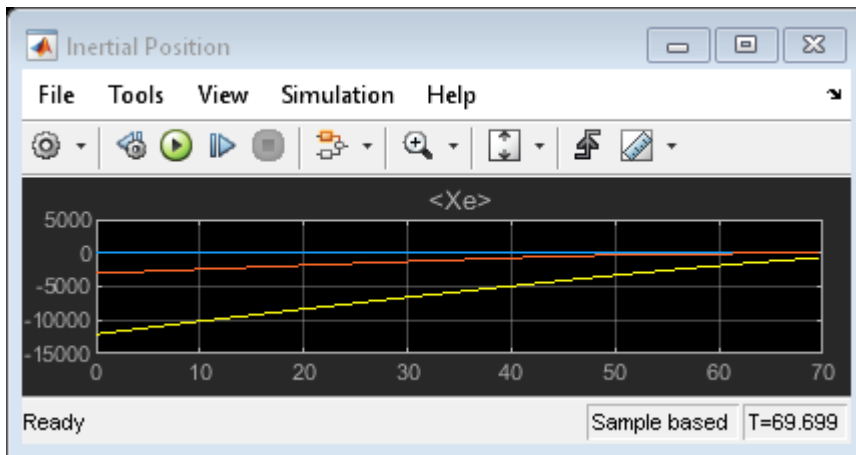 Inertial Position
File Tools View Simulation Help
<Xe>
5000
0
-5000
-10000
-15000
0 10 20 30 40 50 60 70
Ready Sample based T=69.699